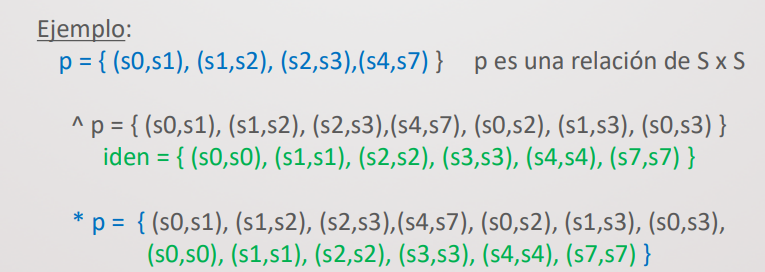 Ejemplo:
p = { (s0,s1), (s1,s2), (s2,s3),(s4,s7) } p es una relación de S x S
^ p = { (s0,s1), (s1,s2), (s2,s3),(s4,s7), (s0,s2), (s1,s3), (s0,s3) }
iden = { (s0,s0), (s1,s1), (s2,s2), (s3,s3), (s4,s4), (s7,s7) }
* p = { (s0,s1), (s1,s2), (s2,s3),(s4,s7), (s0,s2), (s1,s3), (s0,s3),
(s0,s0), (s1,s1), (s2,s2), (s3,s3), (s4,s4), (s7,s7) }